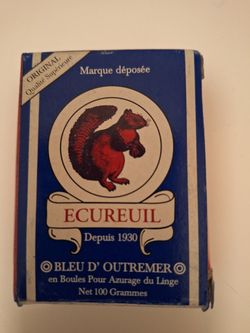 ORIGINAL
Qualité Supérieure
Marque déposée
ECUREUIL
Depuis 1930
BLEU D' OUTREMER
en Boules Pour Azurage du Linge
Net 100 Grammes